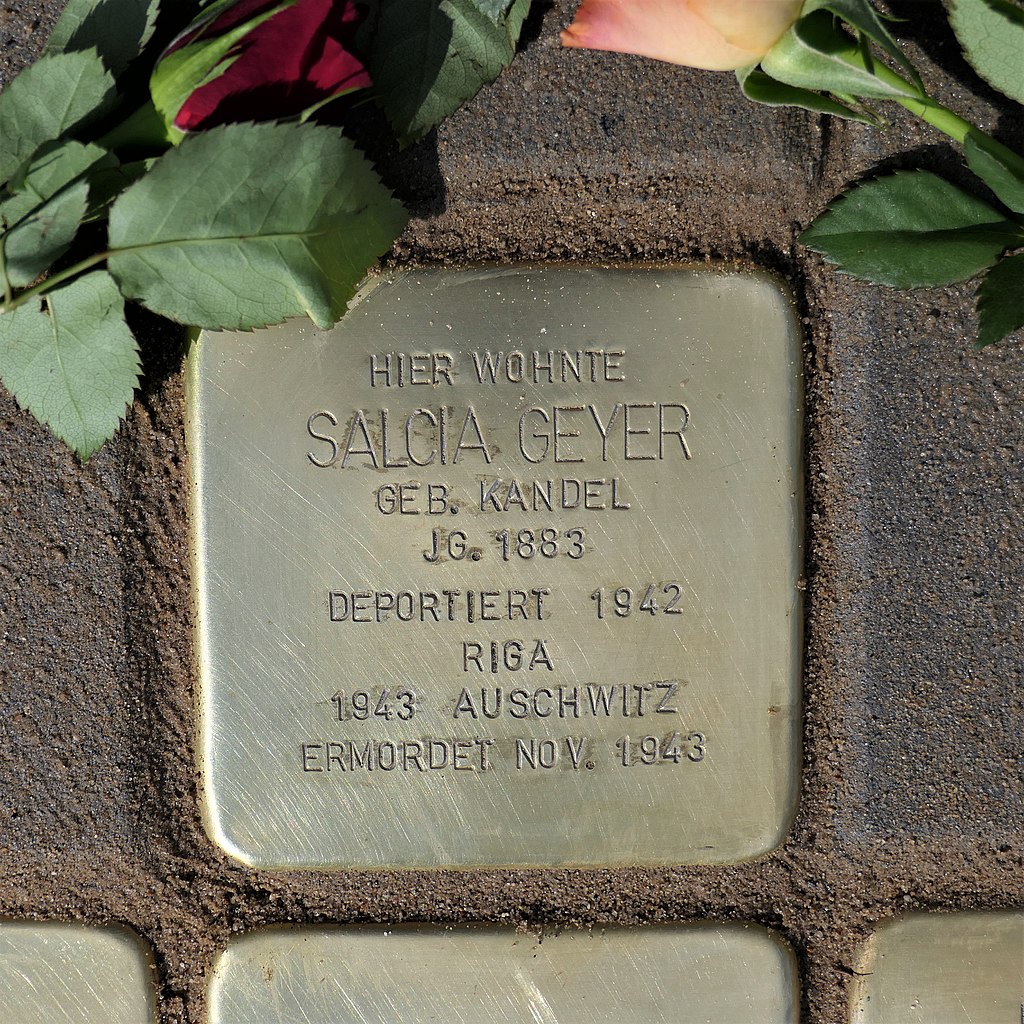 HIER WOHNTE
SALCIA GEYER
GEB. KANDEL
JG. 1883
DEPORTIERT 1942
RIGA
1943 AUSCHWITZ
ERMORDET NOV. 1943